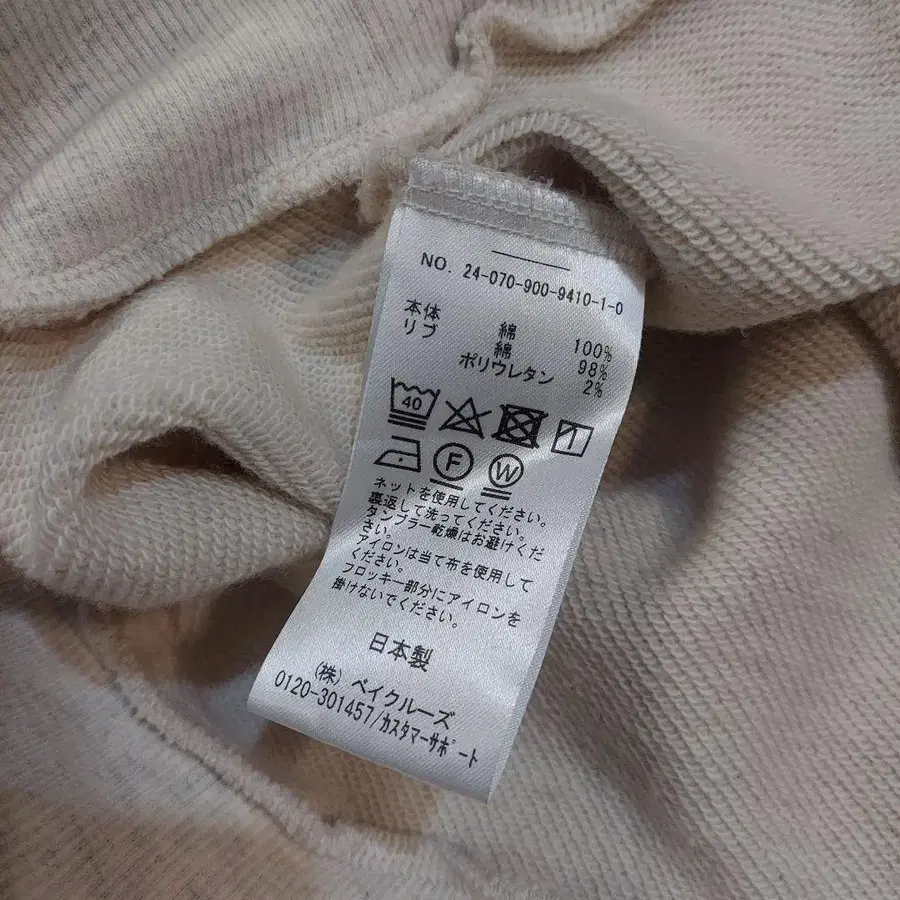 NO. 24-070-900-9410-1-0
本体 綿 100%
リブ 綿 98%
ポリウレタン 2%
40
F W
ネットを使用してください。
裏返して洗ってください。
タンブラー乾燥はお避けくだ
さい。
アイロンは当て布を使用して
ください。
フロッキー部分にアイロンを
掛けないでください。
日本製
(株) ベイクルーズ
0120-301457/カスタマーサポート